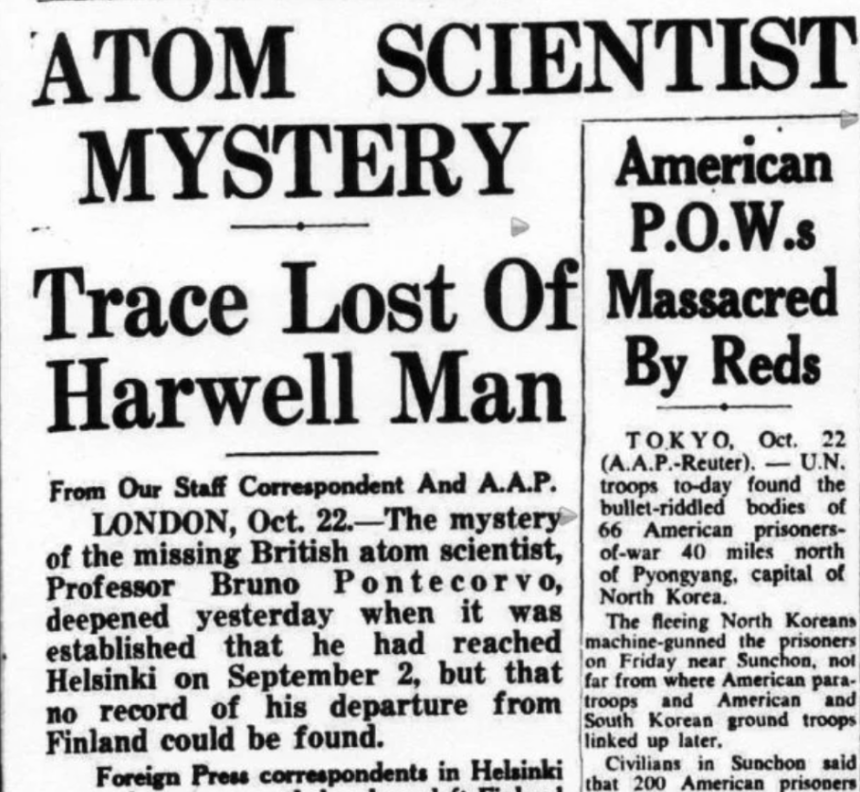 ATOM SCIENTIST
MYSTERY
Trace Lost Of
Harwell Man
From Our Staff Correspondent And A.A.P.
LONDON, Oct. 22.—The mystery
of the missing British atom scientist,
Professor Bruno Pontecorvo,
deepened yesterday when it was
established that he had reached
Helsinki on September 2, but that
no record of his departure from
Finland could be found.
Foreign Press correspondents in Helsinki
American
P.O.W.s
Massacred
By Reds
TOKYO, Oct. 22
(A.A.P.-Reuter). — U.N.
troops to-day found the
bullet-riddled bodies of
66 American prisoners-
of-war 40 miles north
of Pyongyang, capital of
North Korea.
The fleeing North Koreans
machine-gunned the prisoners
on Friday near Sunchon, not
far from where American para-
troops and American and
South Korean ground troops
linked up later.
Civilians in Sunchon said
that 200 American prisoners